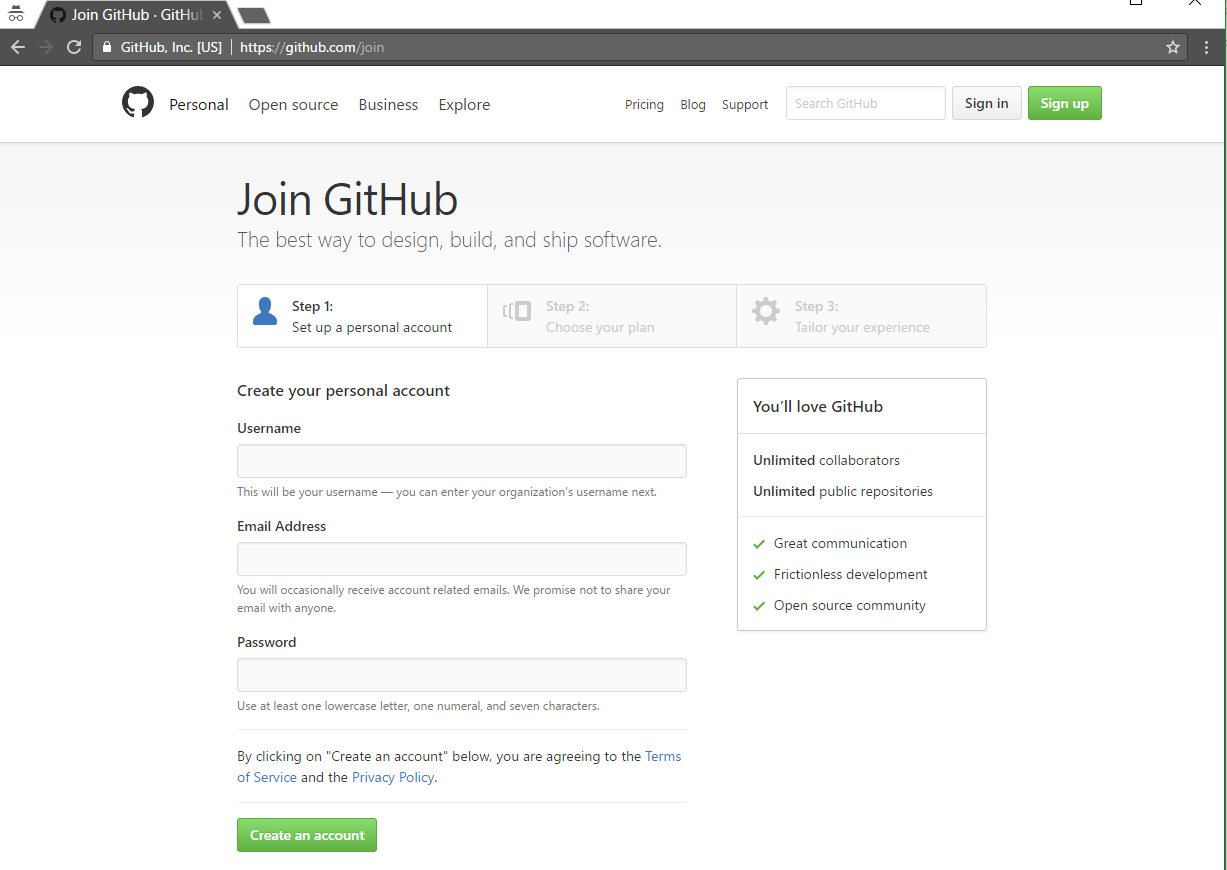 Join GitHub · GitHub
GitHub, Inc. [US] https://github.com/join
Personal Open source Business Explore Pricing Blog Support Search GitHub Sign in Sign up
Join GitHub
The best way to design, build, and ship software.
Step 1:
Set up a personal account
Step 2:
Choose your plan
Step 3:
Tailor your experience
Create your personal account
Username
This will be your username — you can enter your organization’s username next.
Email Address
You will occasionally receive account related emails. We promise not to share your
email with anyone.
Password
Use at least one lowercase letter, one numeral, and seven characters.
By clicking on "Create an account" below, you are agreeing to the Terms
of Service and the Privacy Policy.
Create an account
You’ll love GitHub
Unlimited collaborators
Unlimited public repositories
Great communication
Frictionless development
Open source community